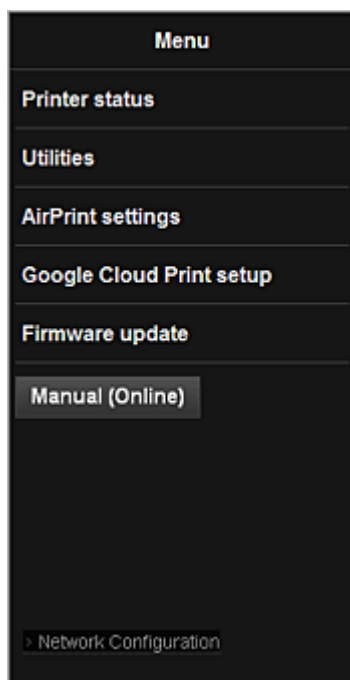 Menu
Printer status
Utilities
AirPrint settings
Google Cloud Print setup
Firmware update
Manual (Online)
> Network Configuration